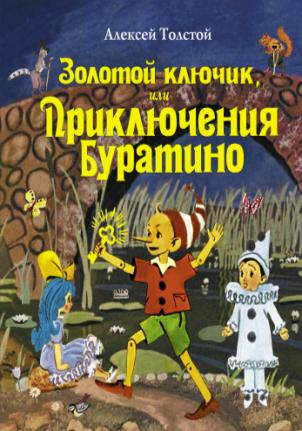 Алексей Толстой
Золотой ключик,
или
Приключения
Буратино